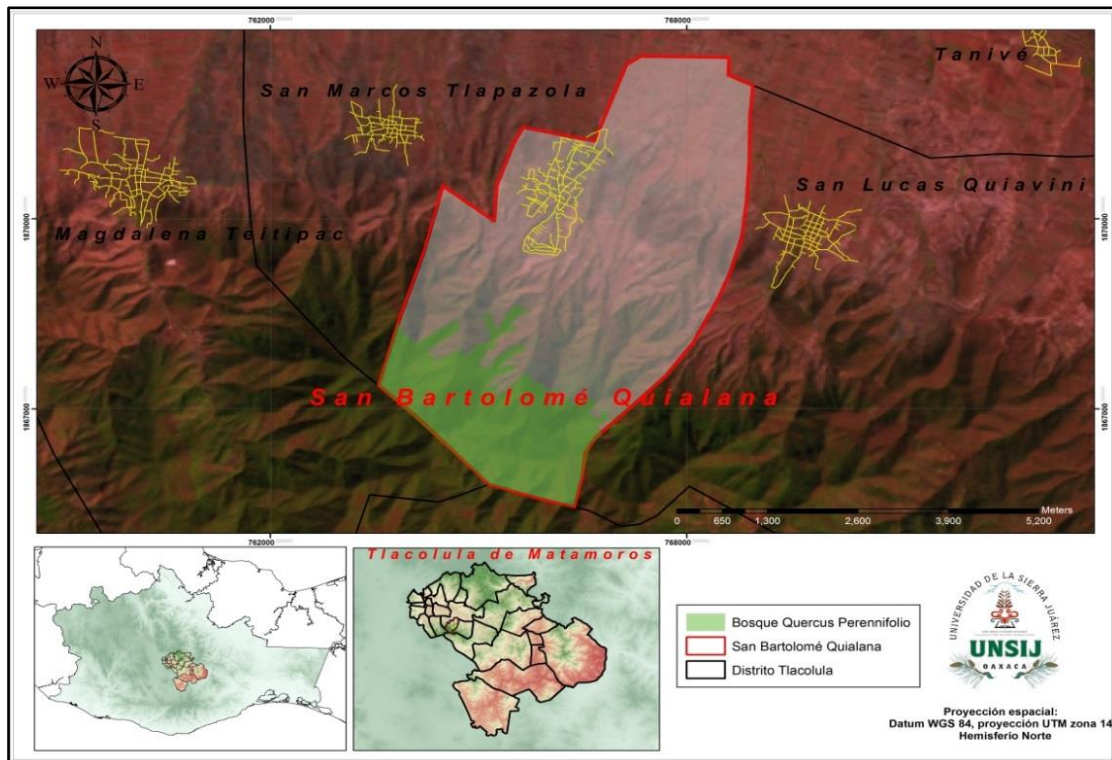 762000
768000
N
W E
S
Tanivé
San Marcos Tlapazola
San Lucas Quiavini
1870000
1870000
Magdalena Teitipac
San Bartolomé Quialana
1867000
1867000
Meters
0 650 1,300 2,600 3,900 5,200
762000
768000
Tlacolula de Matamoros
Bosque Quercus Perennifolio
San Bartolomé Quialana
Distrito Tlacolula
UNIVERSIDAD DE LA SIERRA JUÁREZ
UNSIJ
OAXACA
Proyección espacial:
Datum WGS 84, proyección UTM zona 14
Hemisferio Norte